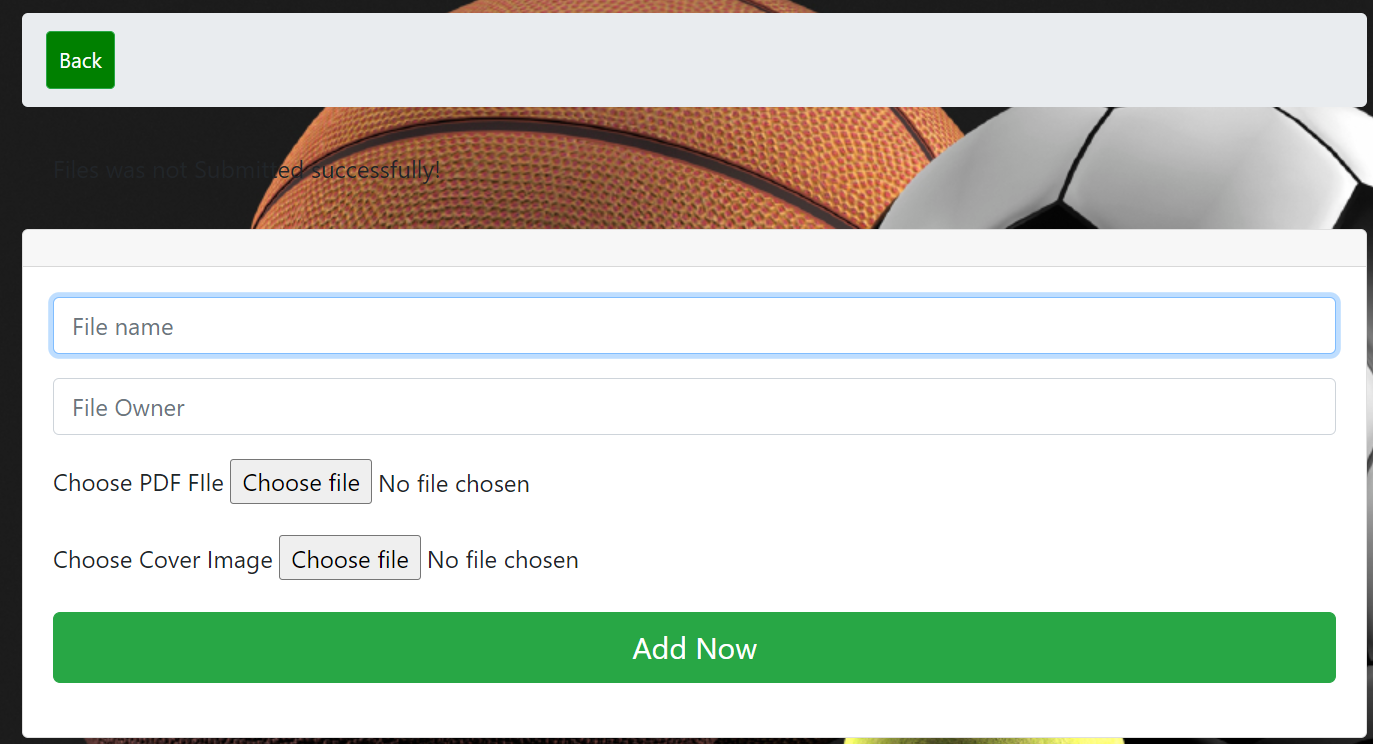 Back
Files was not Submitted successfully!
File name
File Owner
Choose PDF FIle Choose file No file chosen
Choose Cover Image Choose file No file chosen
Add Now